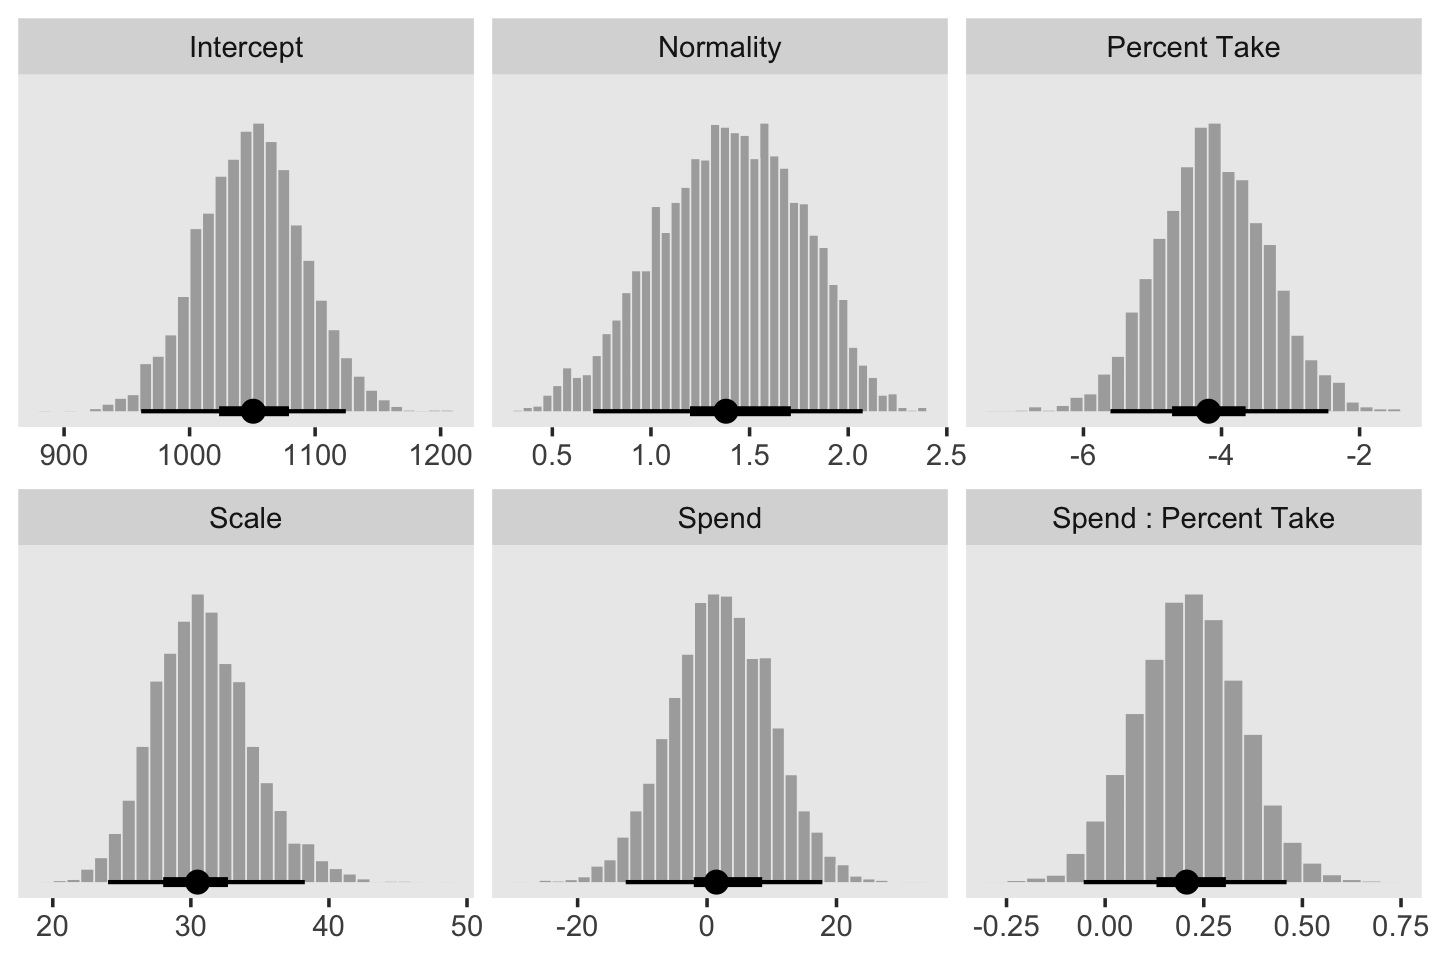 Intercept
Normality
Percent Take
900 1000 1100 1200
0.5 1.0 1.5 2.0 2.5
-6 -4 -2
Scale
Spend
Spend : Percent Take
20 30 40 50
-20 0 20
-0.25 0.00 0.25 0.50 0.75